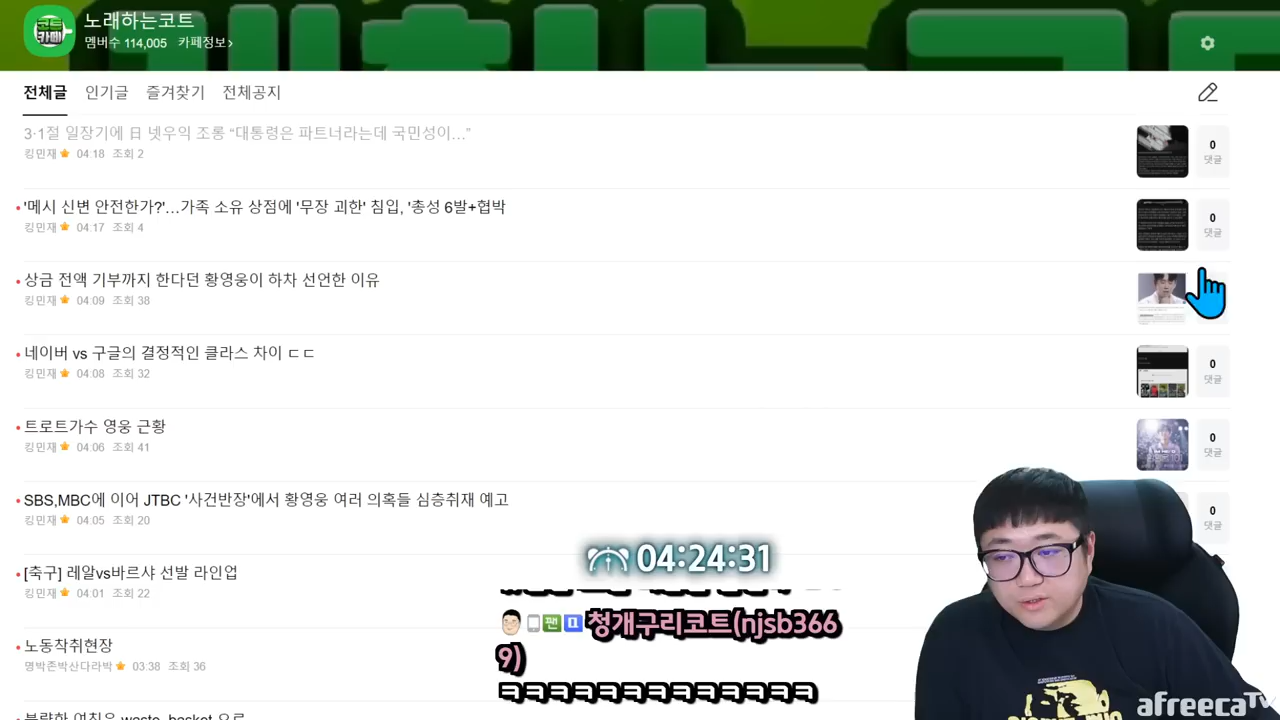 노래하는코트
카페
멤버수 114,005 카페정보 >
전체글 인기글 즐겨찾기 전체공지
3·1절 일장기에 日 넷우익 조롱 “대통령은 파트너라는데 국민성이…”
킹민재 04:18 조회 2
0
댓글
'메시 신변 안전한가?'…가족 소유 상점에 '무장 괴한' 침입, '총성 6발+협박
킹민재
0
댓글
상금 전액 기부까지 한다던 황영웅이 하차 선언한 이유
킹민재 04:09 조회 38
네이버 vs 구글의 결정적인 클라스 차이 ㄷㄷ
킹민재 04:08 조회 32
0
댓글
트로트가수 영웅 근황
킹민재 04:06 조회 41
0
댓글
SBS,MBC에 이어 JTBC '사건반장'에서 황영웅 여러 의혹들 심층취재 예고
킹민재 04:05 조회 20
0
댓글
04:24:31
[축구] 레알vs바르샤 선발 라인업
킹민재 04:01 조회 22
팬 청개구리코트(njsb366
9)
ㅋㅋㅋㅋㅋㅋㅋㅋㅋㅋㅋㅋㅋ
노동착취현장
명박존박산다라박 03:38 조회 36
afreecaTV